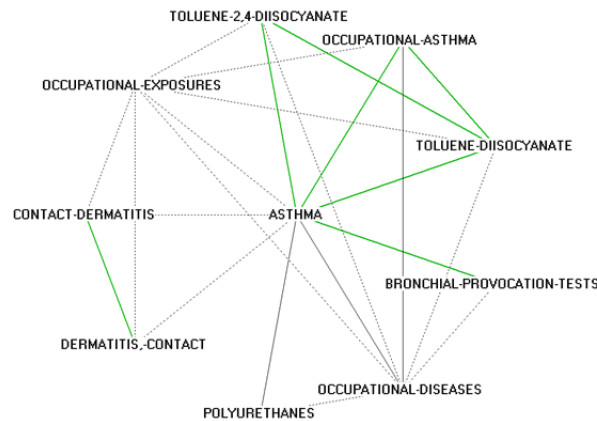 TOLUENE-2,4-DIISOCYANATE
OCCUPATIONAL-ASTHMA
OCCUPATIONAL-EXPOSURES
TOLUENE-DIISOCYANATE
CONTACT-DERMATITIS
ASTHMA
BRONCHIAL-PROVOCATION-TESTS
DERMATITIS,-CONTACT
OCCUPATIONAL-DISEASES
POLYURETHANES